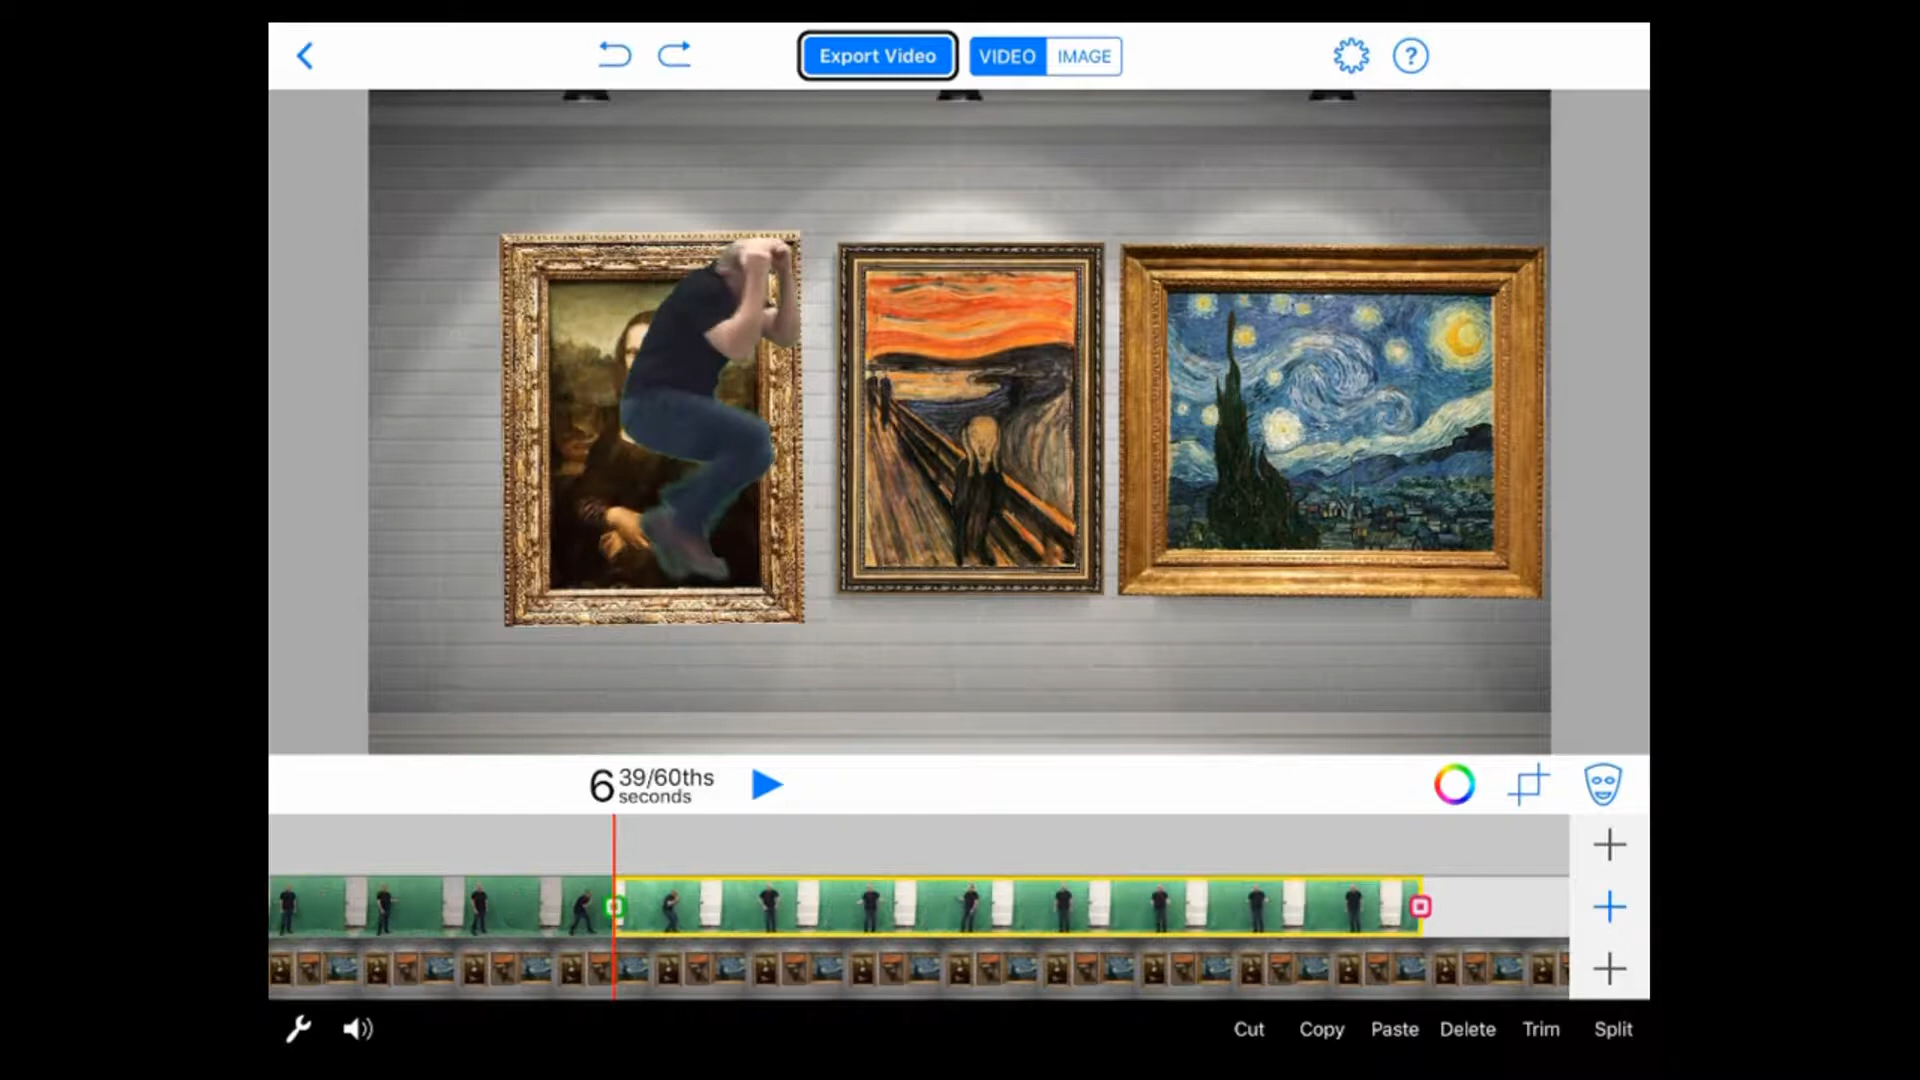 Export Video
VIDEO
IMAGE
?
6 39/60ths
seconds
Cut
Copy
Paste
Delete
Trim
Split